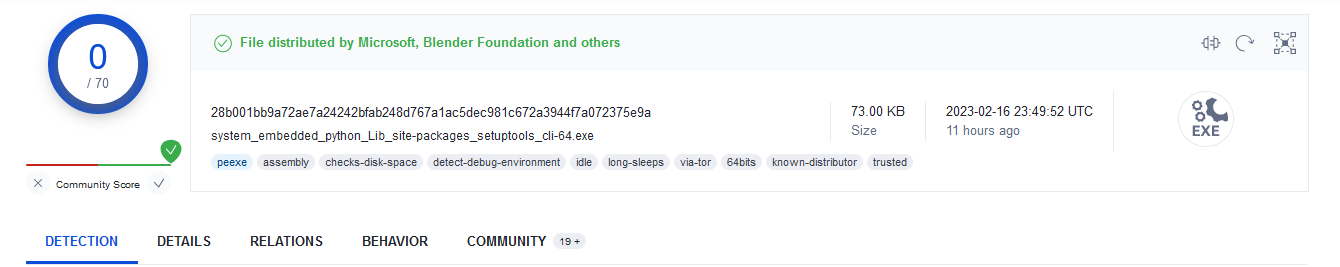 0
/ 70
Community Score
File distributed by Microsoft, Blender Foundation and others
28b001bb9a72ae7a24242bfab248d767a1ac5dec981c672a3944f7a072375e9a
system_embedded_python_Lib_site-packages_setuptools_cli-64.exe
73.00 KB
Size
2023-02-16 23:49:52 UTC
11 hours ago
EXE
peexe assembly checks-disk-space detect-debug-environment idle long-sleeps via-tor 64bits known-distributor trusted
DETECTION DETAILS RELATIONS BEHAVIOR COMMUNITY 19 +